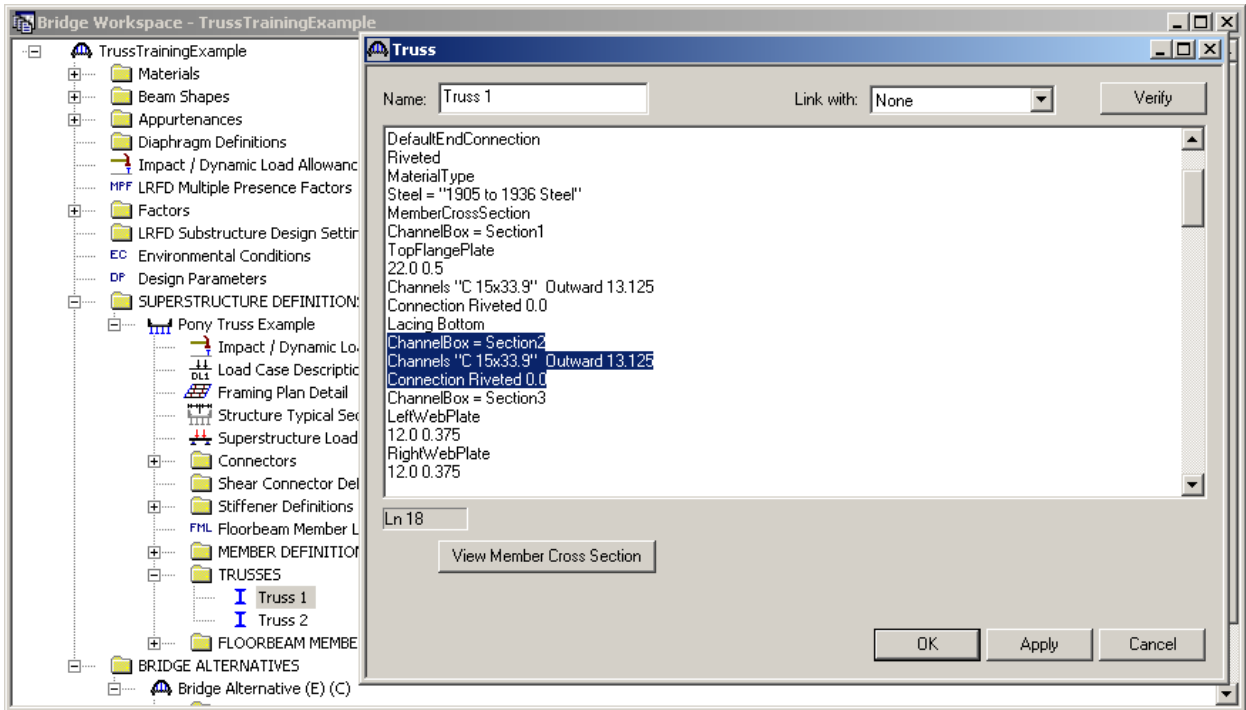 Bridge Workspace - TrussTrainingExample
TrussTrainingExample
Materials
Beam Shapes
Appurtenances
Diaphragm Definitions
Impact / Dynamic Load Allowanc
MPF LRFD Multiple Presence Factors
Factors
LRFD Substructure Design Settin
EC Environmental Conditions
DP Design Parameters
SUPERSTRUCTURE DEFINITIONS
Pony Truss Example
Impact / Dynamic Lo
DL1 Load Case Descriptic
Framing Plan Detail
Structure Typical Sec
Superstructure Load
Connectors
Shear Connector Def
Stiffener Definitions
FML Floorbeam Member L
MEMBER DEFINITION
TRUSSES
Truss 1
Truss 2
FLOORBEAM MEMBE
BRIDGE ALTERNATIVES
Bridge Alternative (E) (C)
Truss
Name: Truss 1 Link with: None Verify
DefaultEndConnection
Riveted
MaterialType
Steel = "1905 to 1936 Steel"
MemberCrossSection
ChannelBox = Section1
TopFlangePlate
22.0 0.5
Channels "C 15x33.9" Outward 13.125
Connection Riveted 0.0
Lacing Bottom
ChannelBox = Section2
Channels "C 15x33.9" Outward 13.125
Connection Riveted 0.0
ChannelBox = Section3
LeftWebPlate
12.0 0.375
RightWebPlate
12.0 0.375
Ln 18
View Member Cross Section
OK Apply Cancel